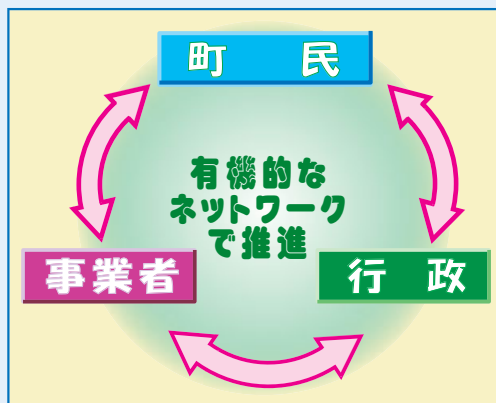 町　民
有機的な
ネットワーク
で推進
事業者
行　政